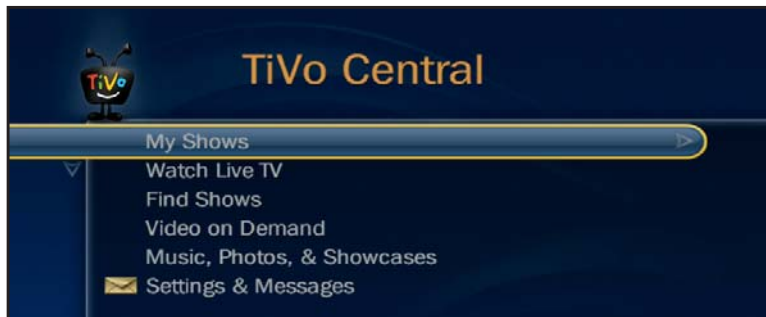 TiVo
TiVo Central
My Shows
Watch Live TV
Find Shows
Video on Demand
Music, Photos, & Showcases
Settings & Messages